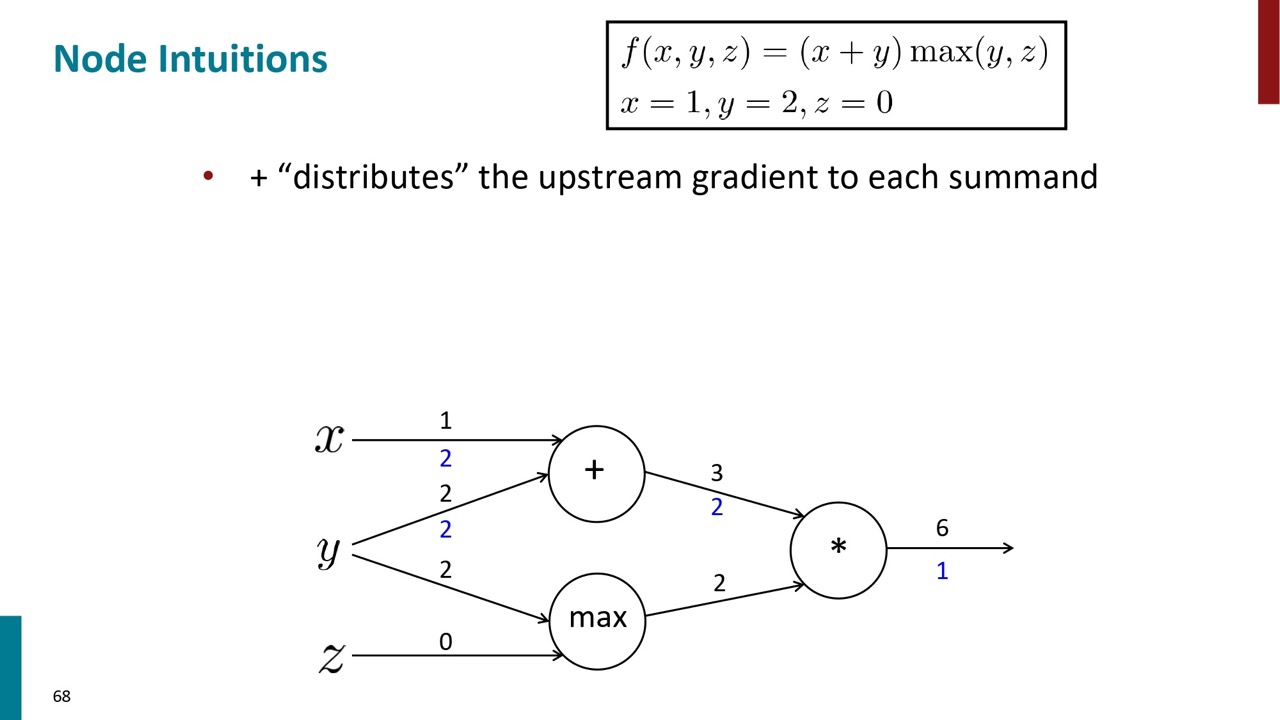 Node Intuitions
f(x, y, z) = (x + y) max(y, z)
x = 1, y = 2, z = 0
• + “distributes” the upstream gradient to each summand
x
1
2
+
3
2
y
2
2
2
*
6
1
max
2
z
0
68